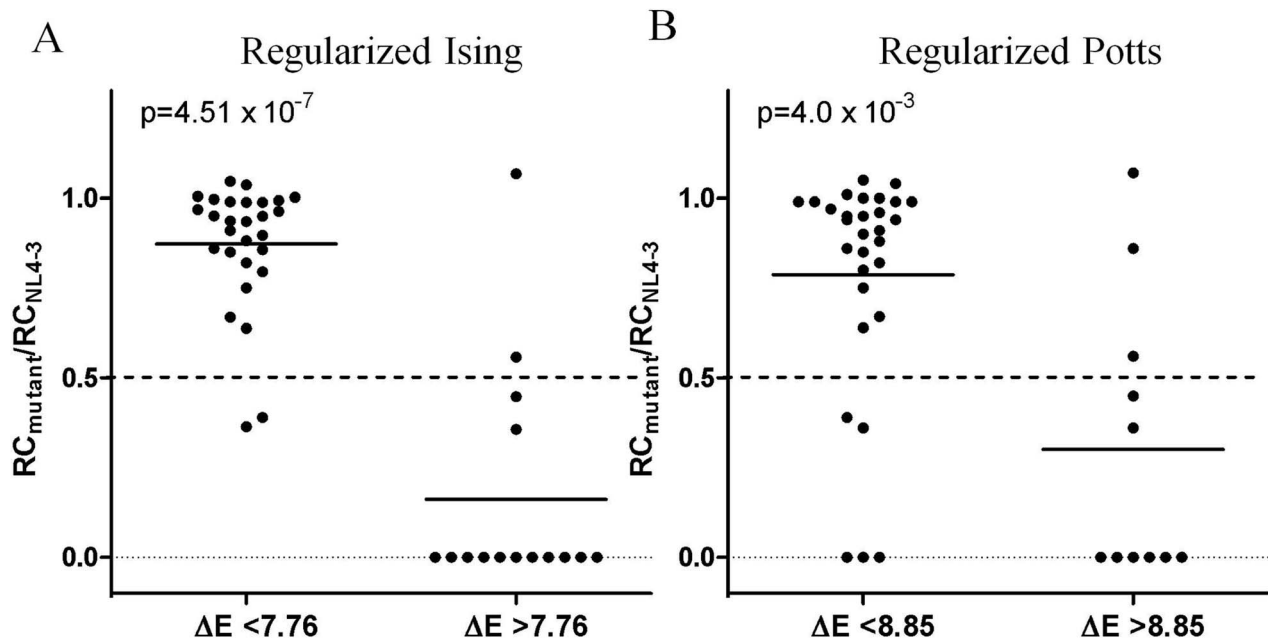 A
Regularized Ising
p=4.51 x 10⁻⁷
RCmutant/RCNL4-3
1.0
0.5
0.0
ΔE <7.76
ΔE >7.76
B
Regularized Potts
p=4.0 x 10⁻³
RCmutant/RCNL4-3
1.0
0.5
0.0
ΔE <8.85
ΔE >8.85